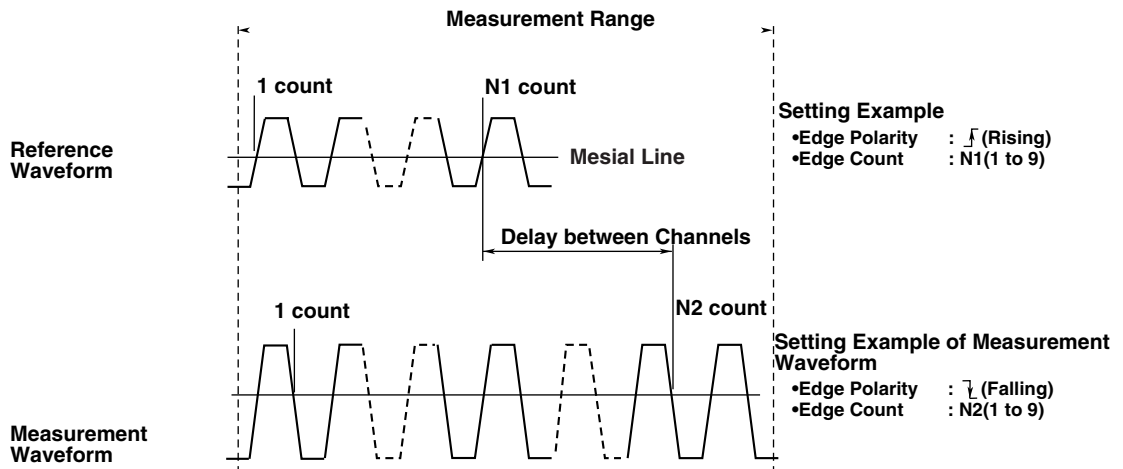 Measurement Range
1 count
N1 count
Setting Example
•Edge Polarity : (Rising)
•Edge Count : N1(1 to 9)
Reference
Waveform
Mesial Line
Delay between Channels
1 count
N2 count
Setting Example of Measurement
Waveform
•Edge Polarity : (Falling)
•Edge Count : N2(1 to 9)
Measurement
Waveform